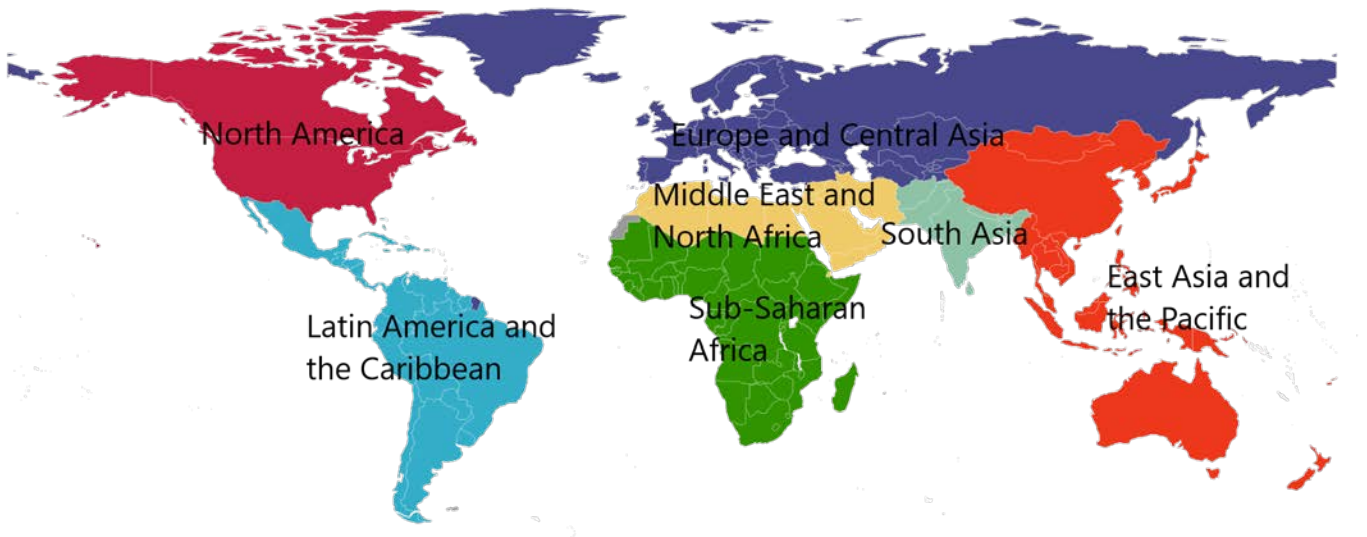 North America
Europe and Central Asia
Middle East and
North Africa
South Asia
East Asia and
the Pacific
Sub-Saharan
Africa
Latin America and
the Caribbean